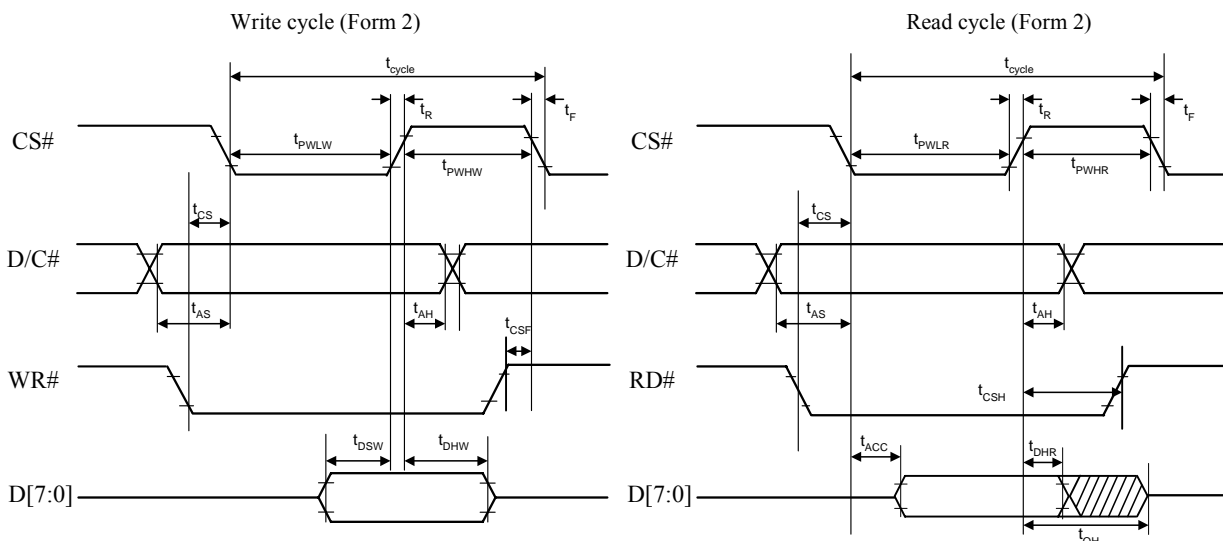 Write cycle (Form 2)
tcycle
tR
tF
CS#
tPWLW
tPWHW
tCS
D/C#
tAS
tAH
tCSF
WR#
tDSW
tDHW
D[7:0]
Read cycle (Form 2)
tcycle
tR
tF
CS#
tPWLR
tPWHR
tCS
D/C#
tAS
tAH
RD#
tCSH
tACC
tDHR
D[7:0]
tOH